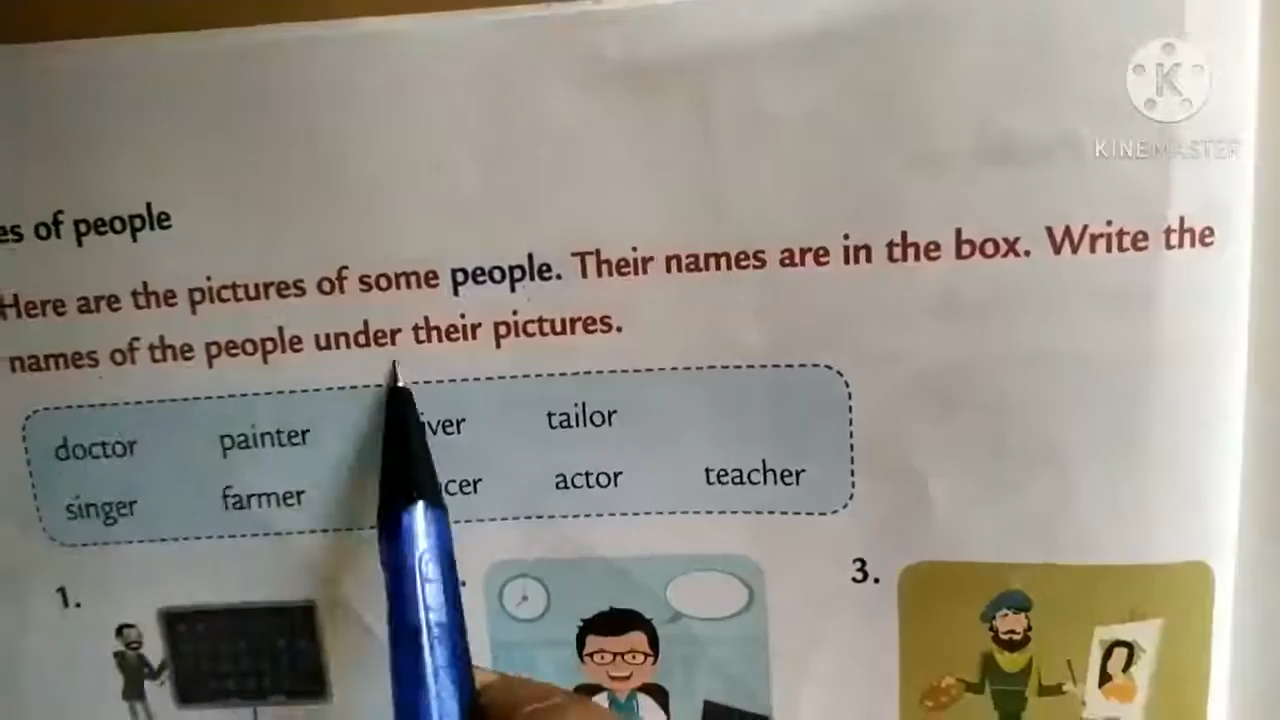 es of people
Here are the pictures of some people. Their names are in the box. Write the
names of the people under their pictures.
doctor painter tailor
singer farmer actor teacher
1.
3.
KINEMASTER